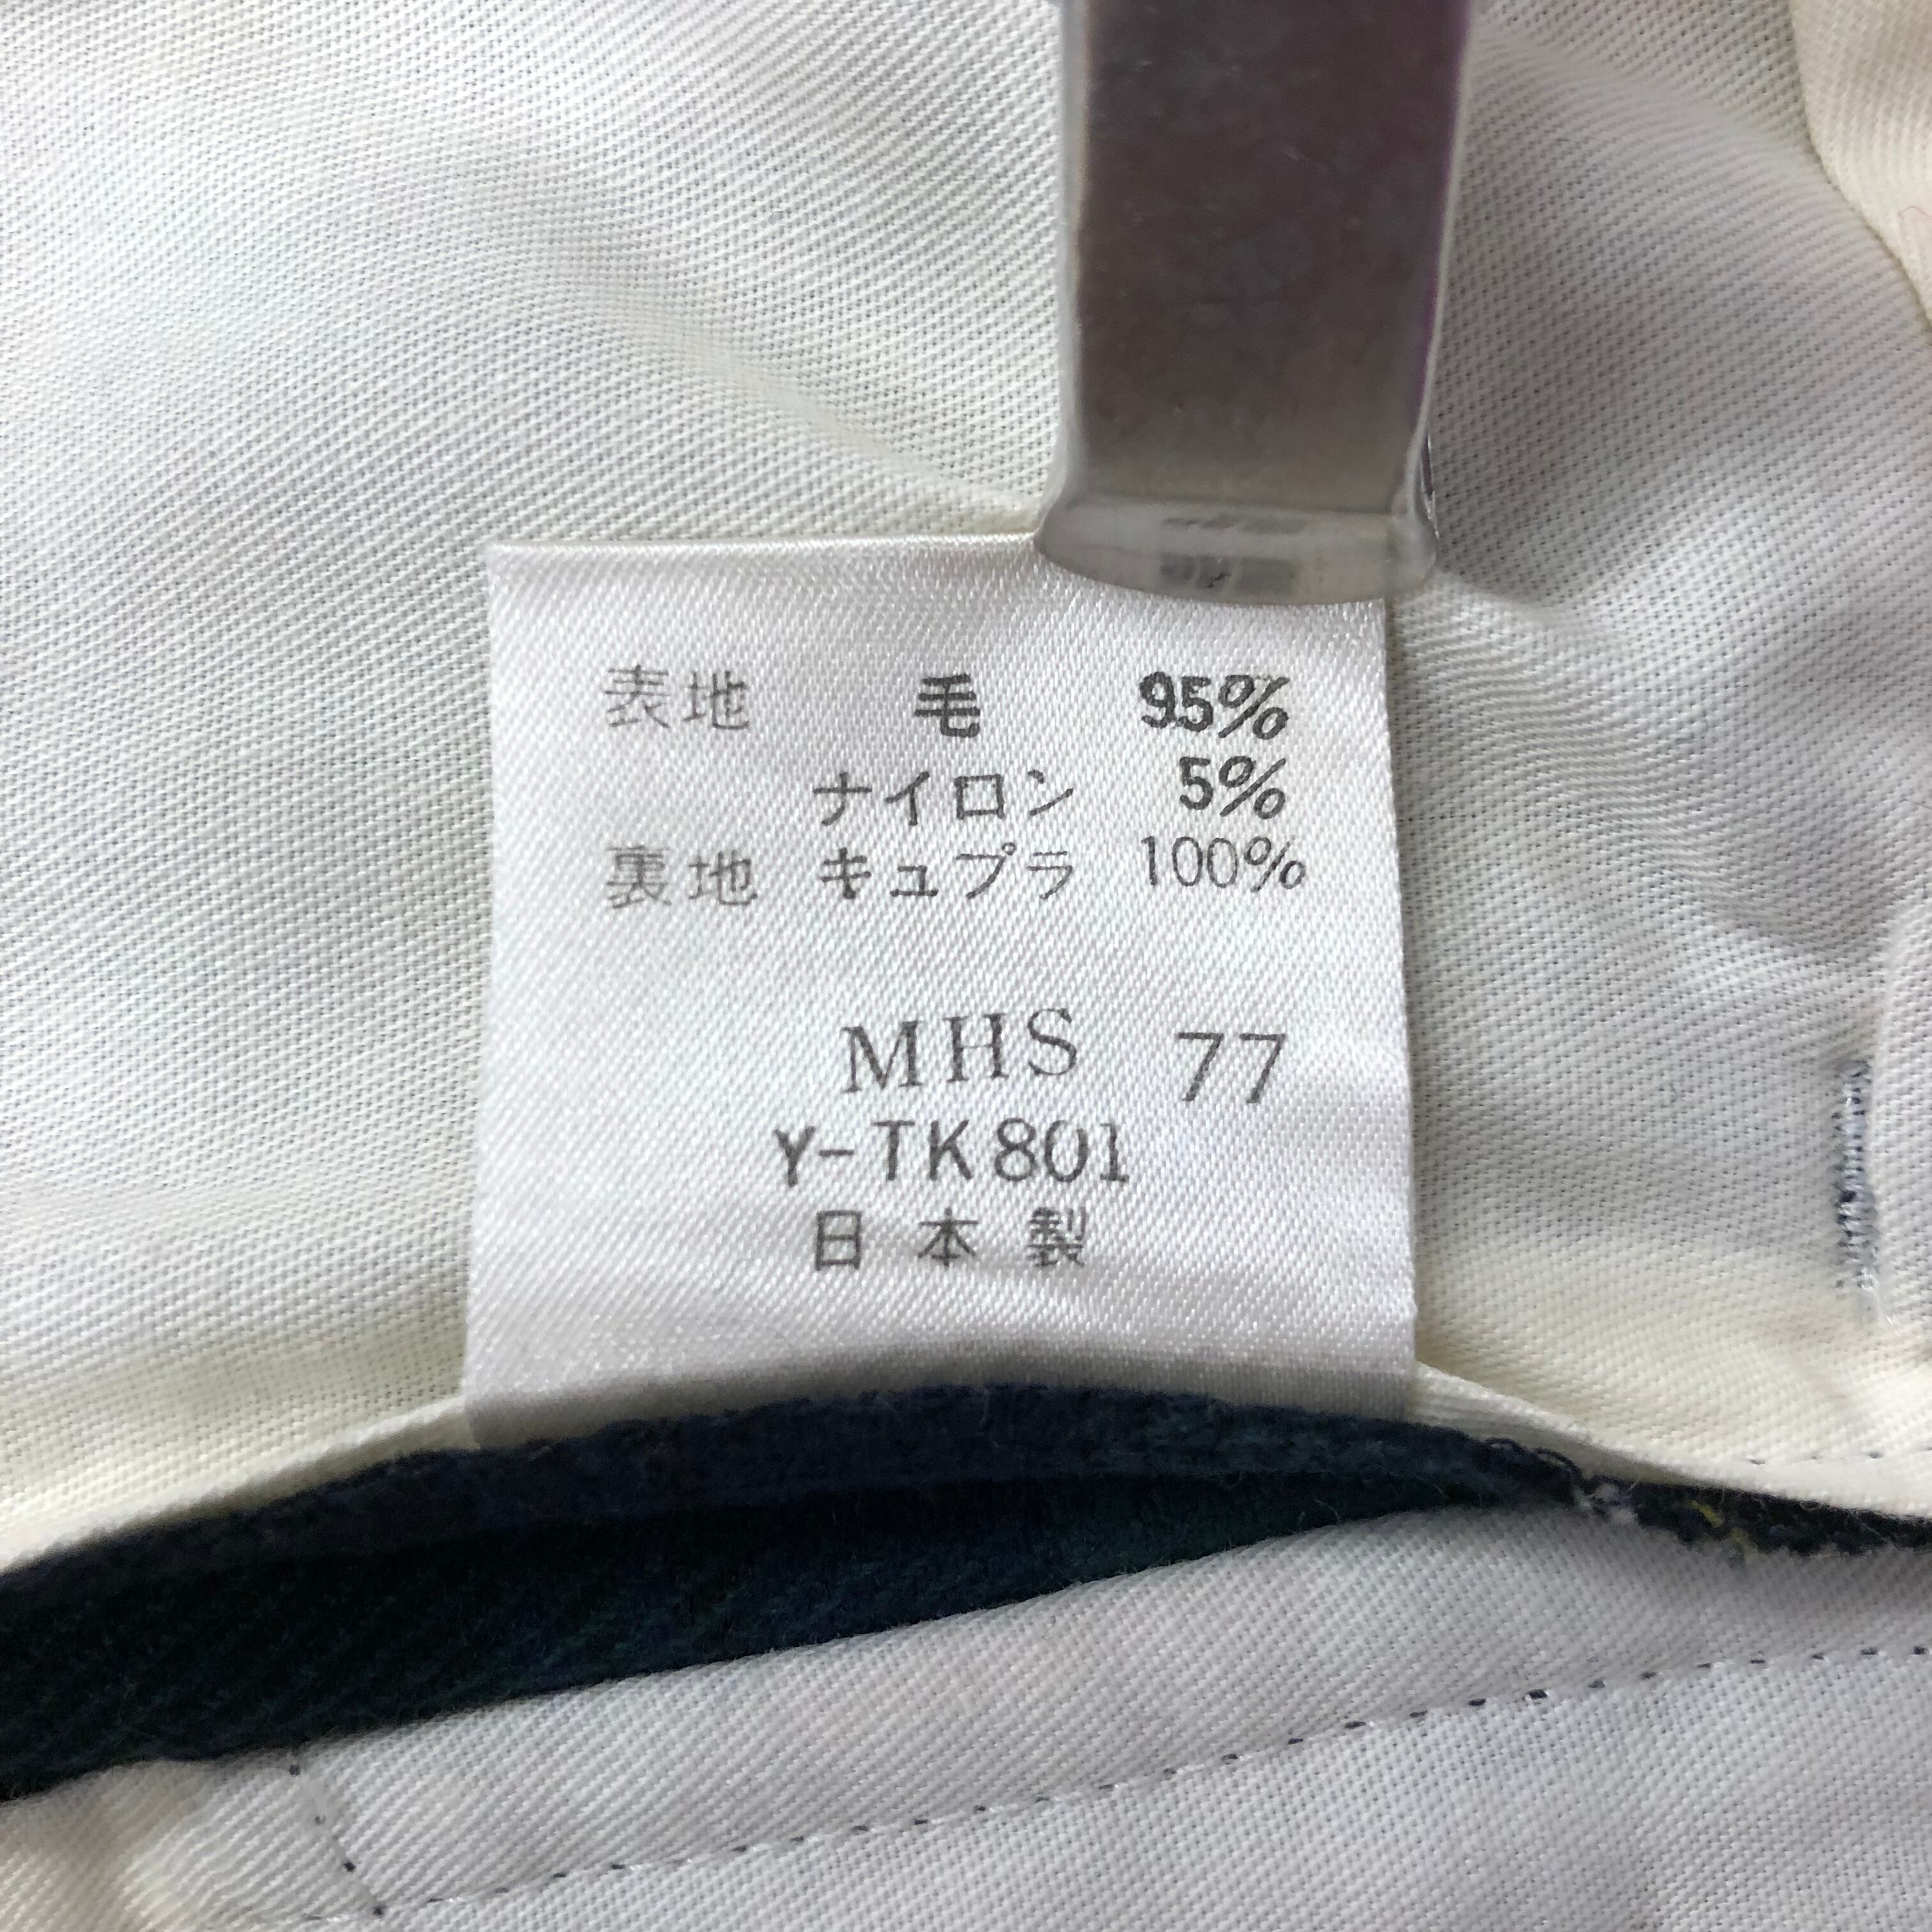 表地 毛 95%
ナイロン 5%
裏地 キュプラ 100%
MHS 77
Y-TK801
日本製